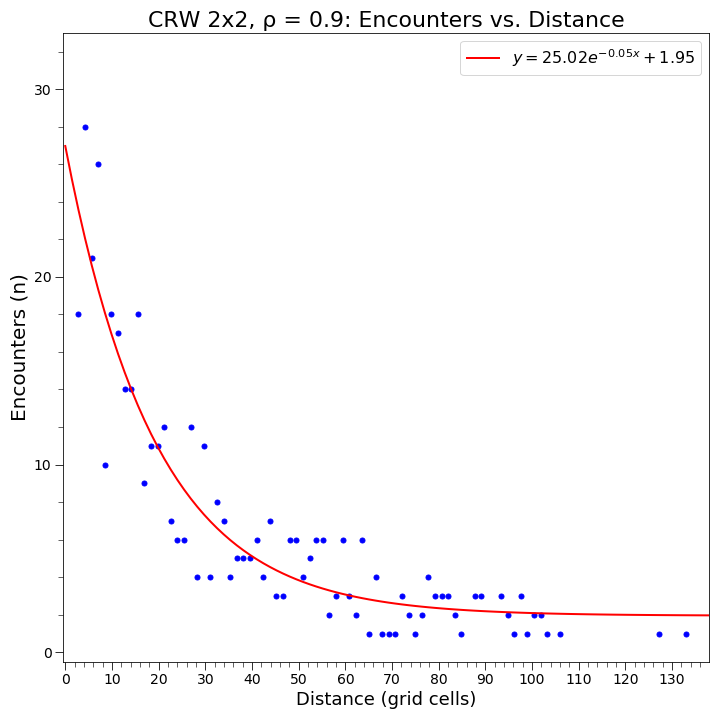 CRW 2x2, ρ = 0.9: Encounters vs. Distance
y = 25.02e^{-0.05x} + 1.95
Encounters (n)
30
20
10
0
0 10 20 30 40 50 60 70 80 90 100 110 120 130
Distance (grid cells)